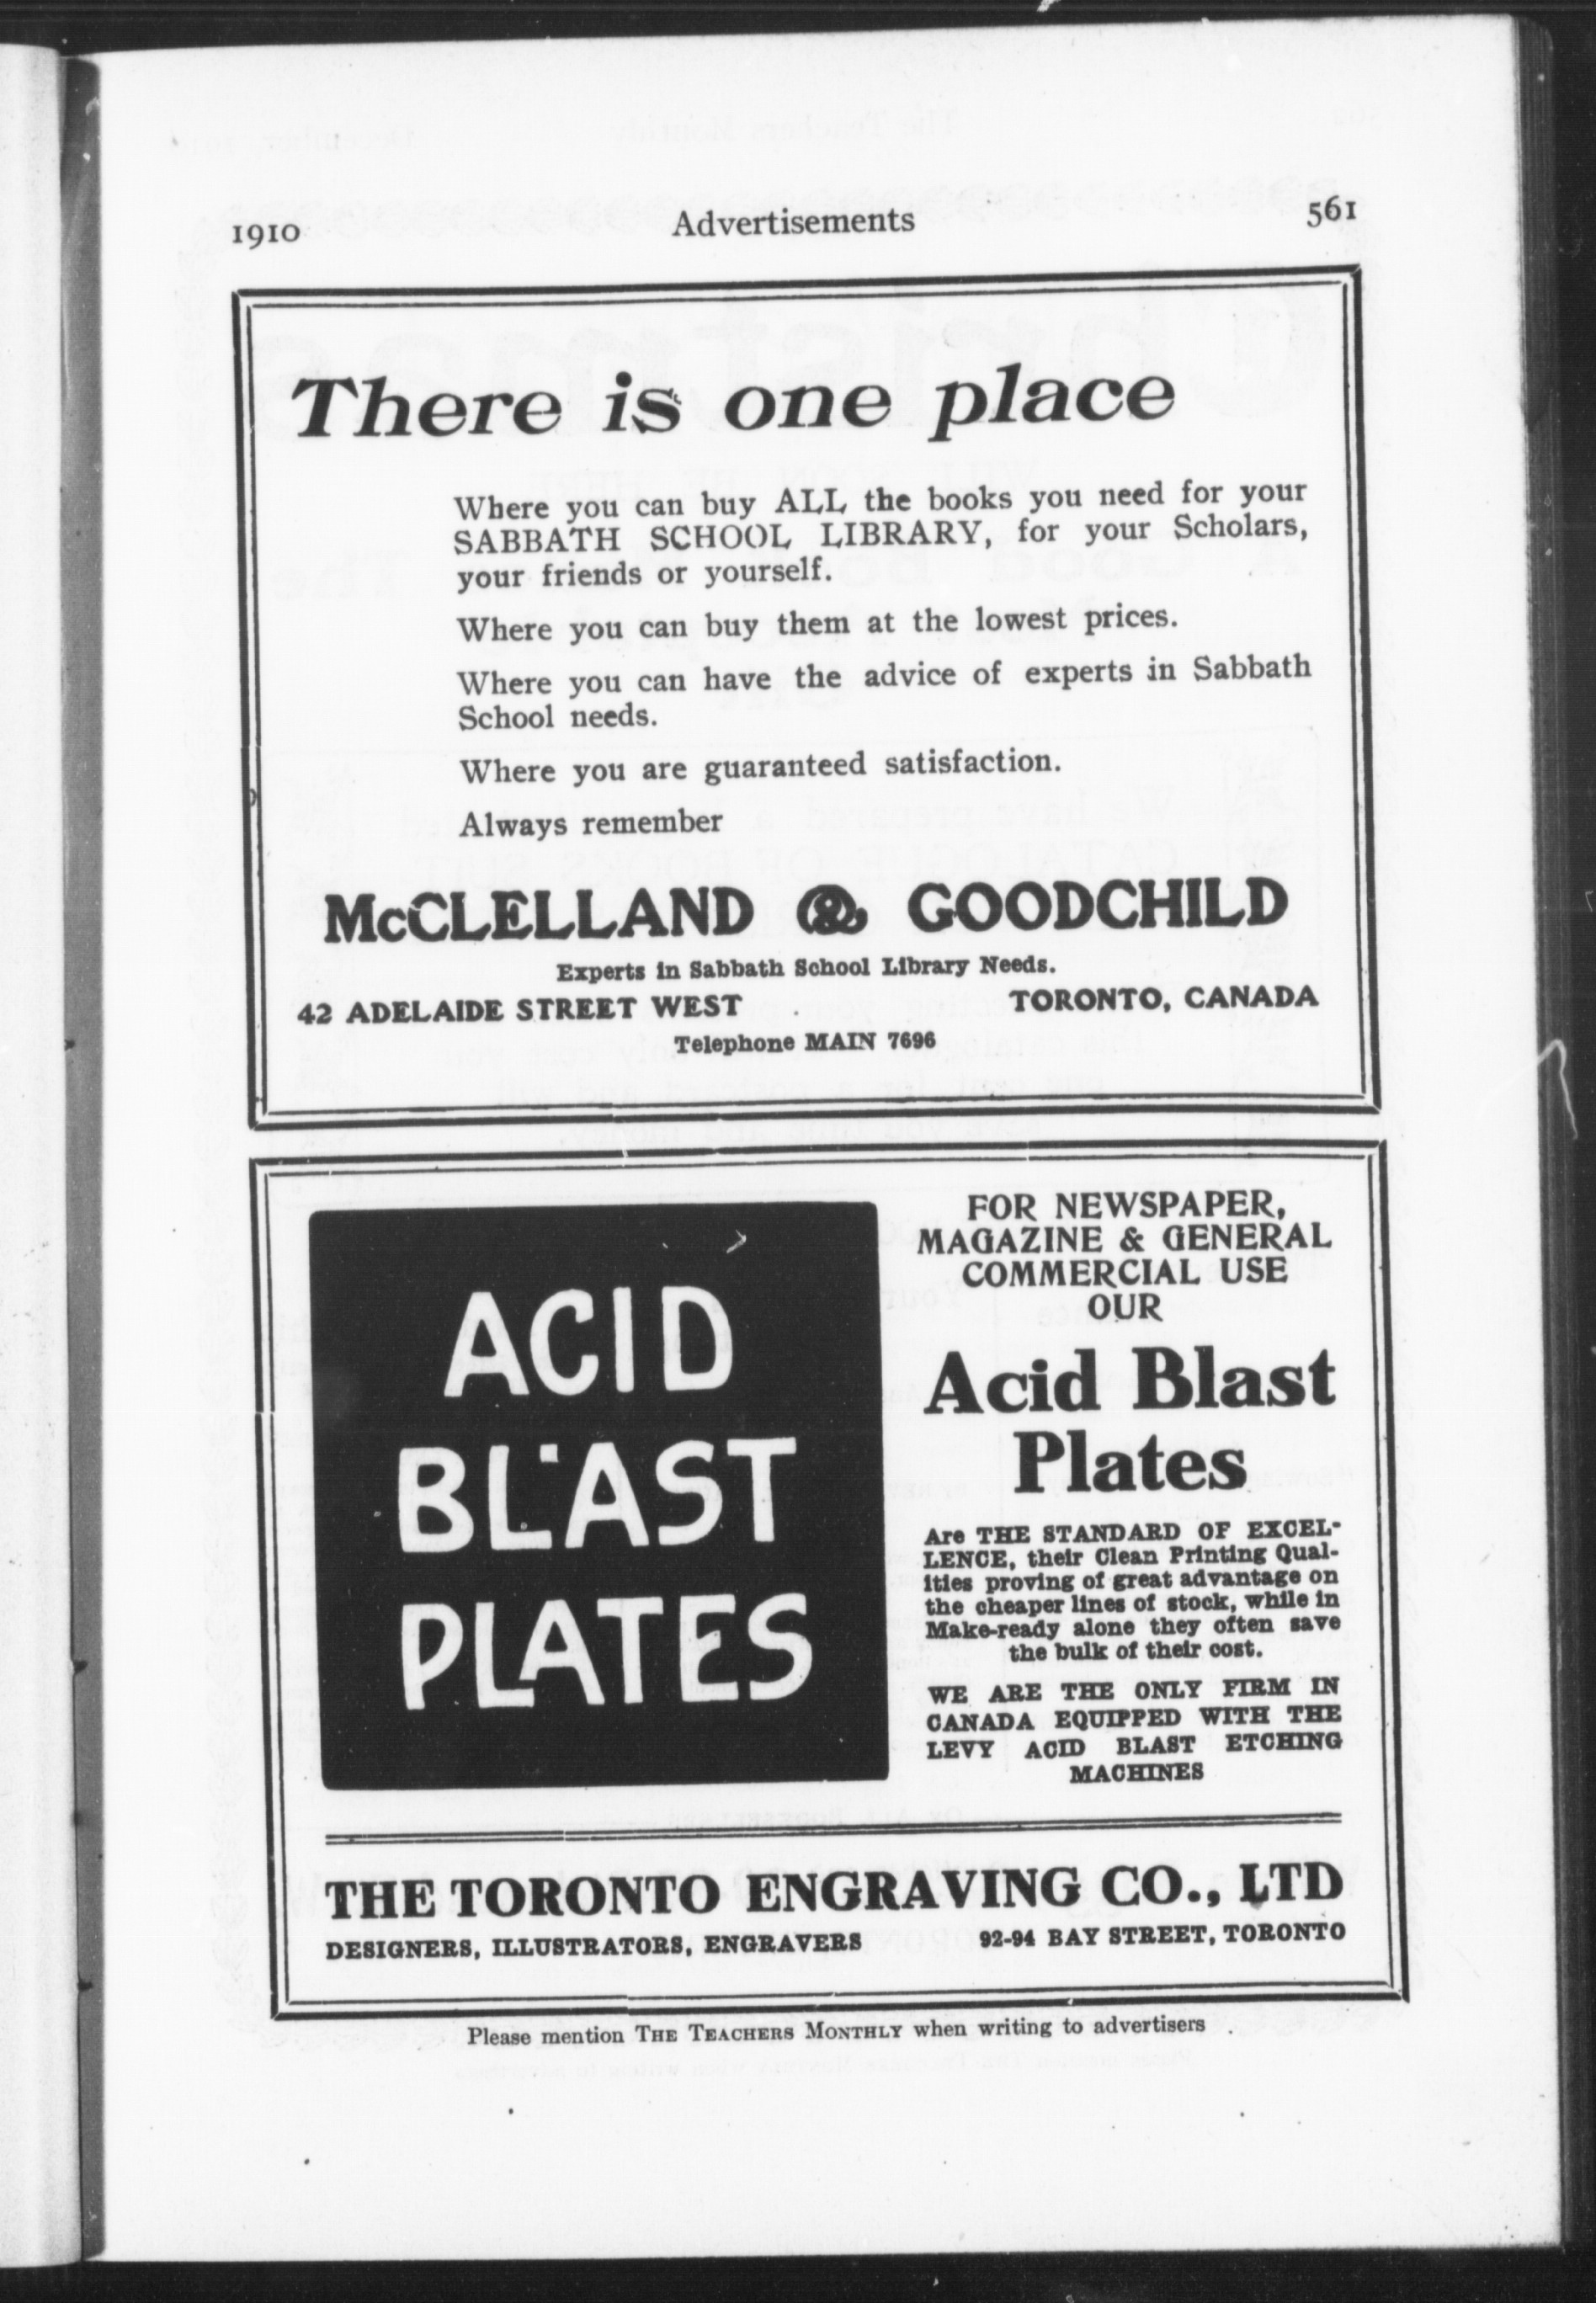 1910 Advertisements 561
There is one place
Where you can buy ALL the books you need for your
SABBATH SCHOOL LIBRARY, for your Scholars,
your friends or yourself.
Where you can buy them at the lowest prices.
Where you can have the advice of experts in Sabbath
School needs.
Where you are guaranteed satisfaction.
Always remember
McCLELLAND & GOODCHILD
Experts in Sabbath School Library Needs.
42 ADELAIDE STREET WEST TORONTO, CANADA
Telephone MAIN 7696
ACID
BLAST
PLATES
FOR NEWSPAPER,
MAGAZINE & GENERAL
COMMERCIAL USE
OUR
Acid Blast
Plates
Are THE STANDARD OF EXCEL-
LENCE, their Clean Printing Qual-
ities proving of great advantage on
the cheaper lines of stock, while in
Make-ready alone they often save
the bulk of their cost.
WE ARE THE ONLY FIRM IN
CANADA EQUIPPED WITH THE
LEVY ACID BLAST ETCHING
MACHINES
THE TORONTO ENGRAVING CO., LTD
DESIGNERS, ILLUSTRATORS, ENGRAVERS 92-94 BAY STREET, TORONTO
Please mention THE TEACHERS MONTHLY when writing to advertisers